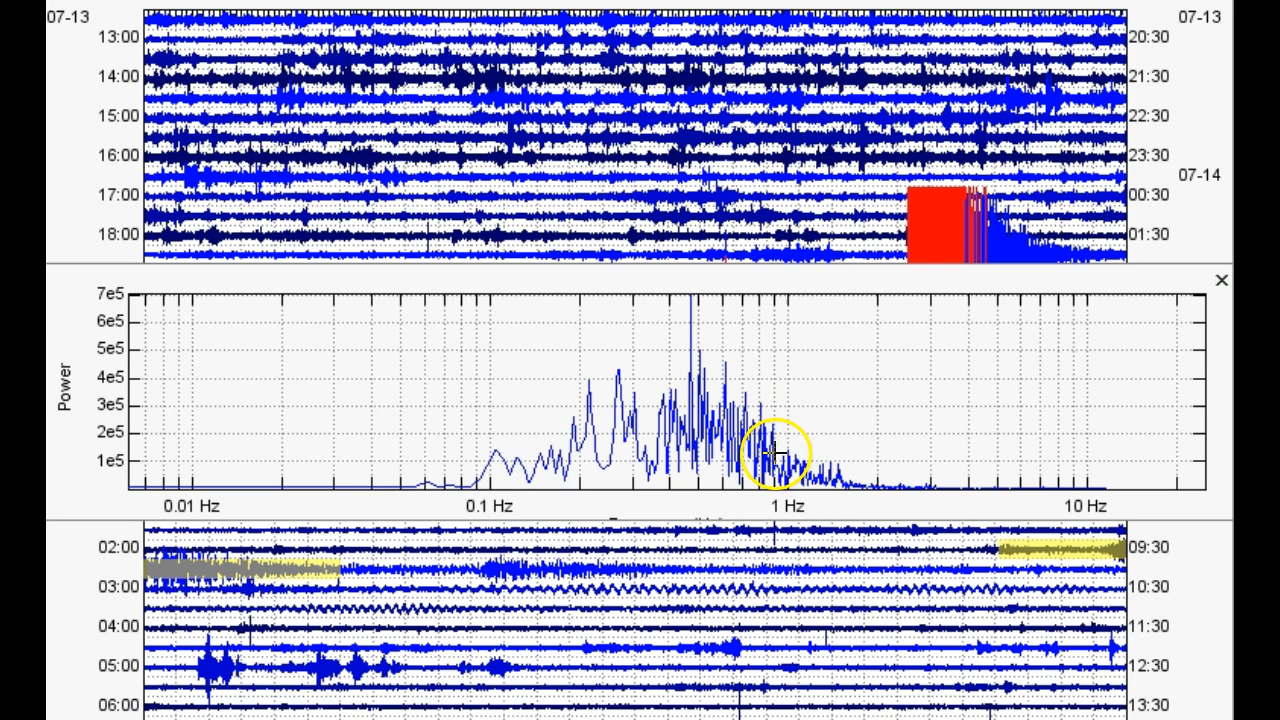 07-13 07-13
13:00 20:30
14:00 21:30
15:00 22:30
16:00 23:30
07-14
17:00 00:30
18:00 01:30
7e5
6e5
5e5
4e5
3e5
2e5
1e5
Power
0.01 Hz 0.1 Hz 1 Hz 10 Hz
02:00 09:30
03:00 10:30
04:00 11:30
05:00 12:30
06:00 13:30